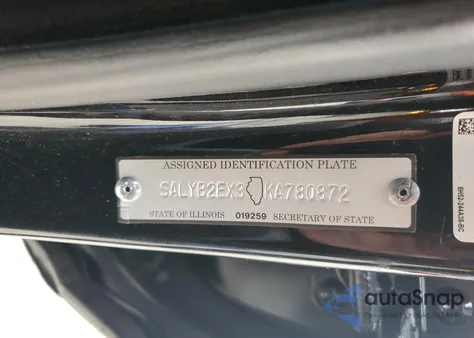 ASSIGNED IDENTIFICATION PLATE
SALYB2EX3 KA780872
STATE OF ILLINOIS 019259 SECRETARY OF STATE
autoSnap